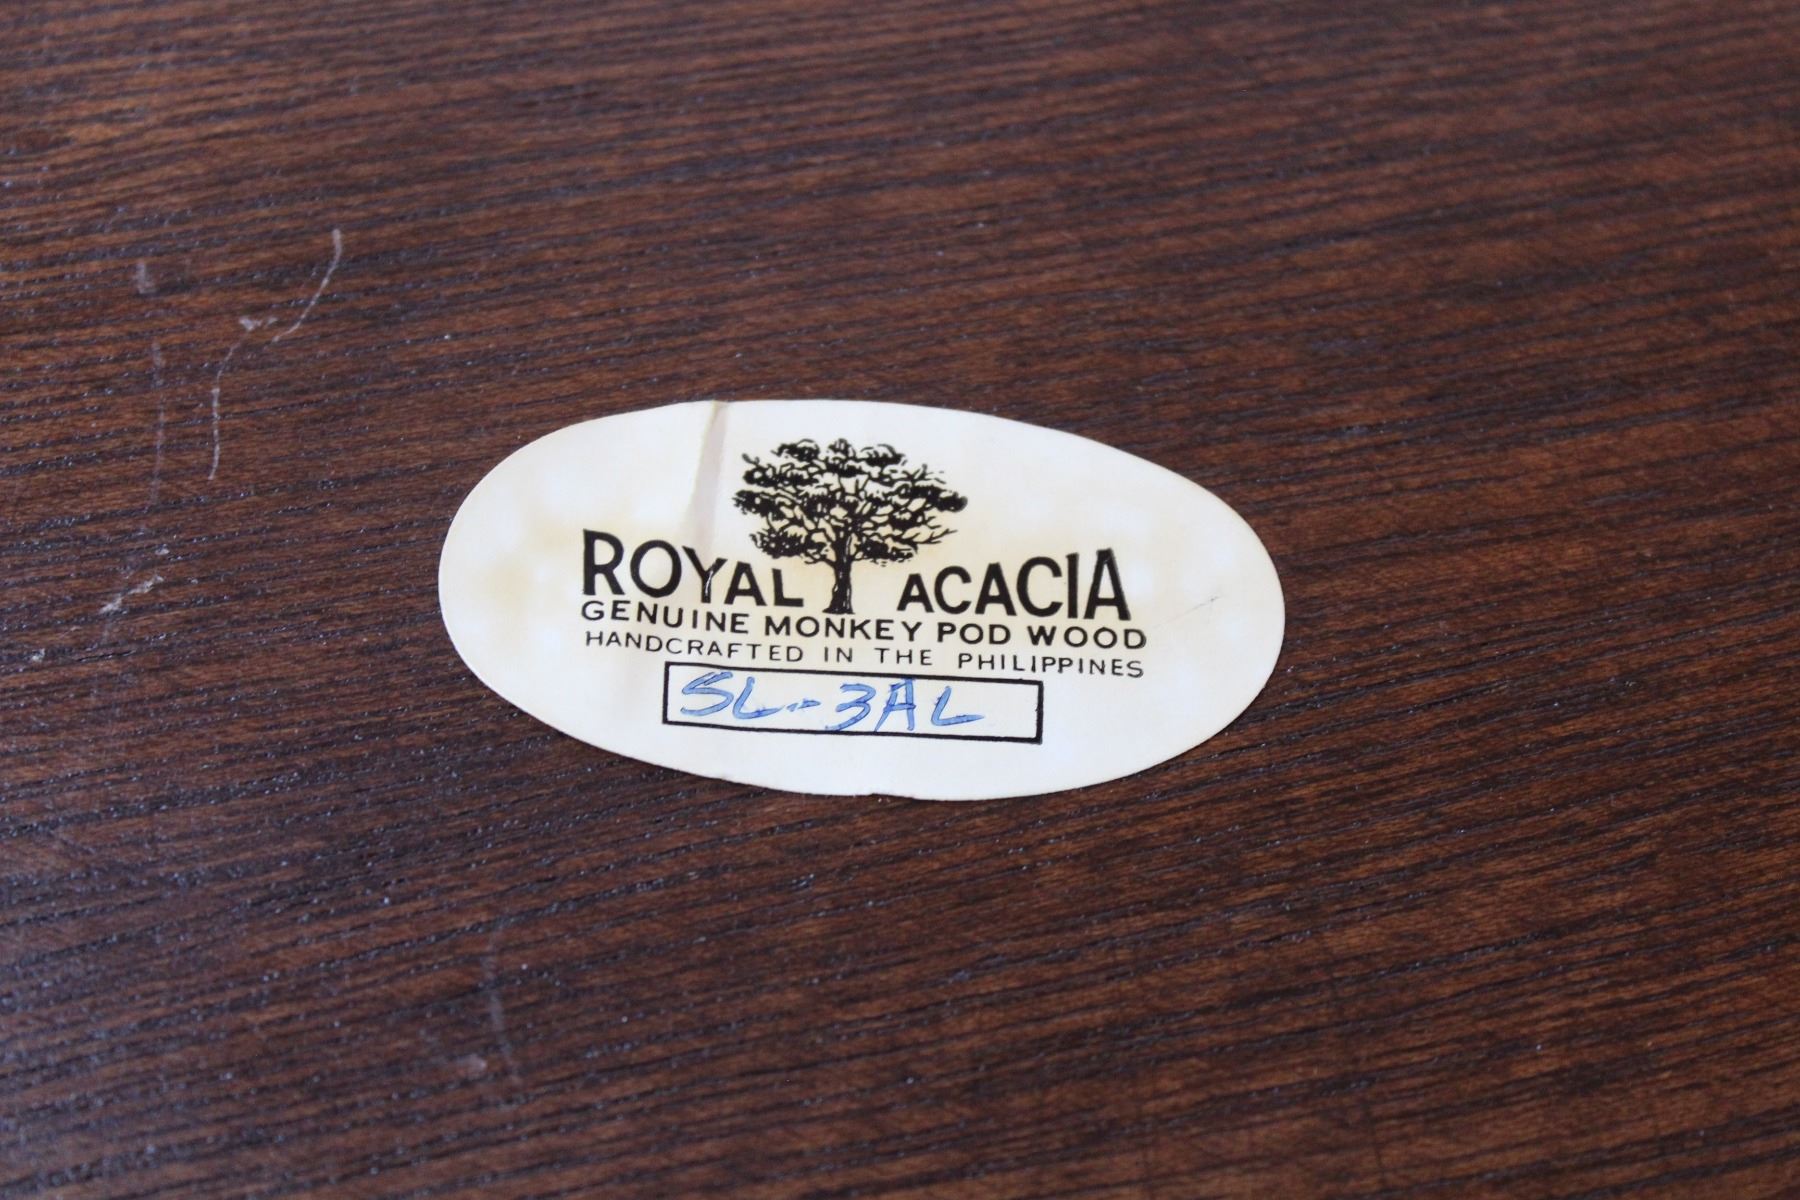 ROYAL ACACIA
GENUINE MONKEY POD WOOD
HANDCRAFTED IN THE PHILIPPINES
SL-3AL